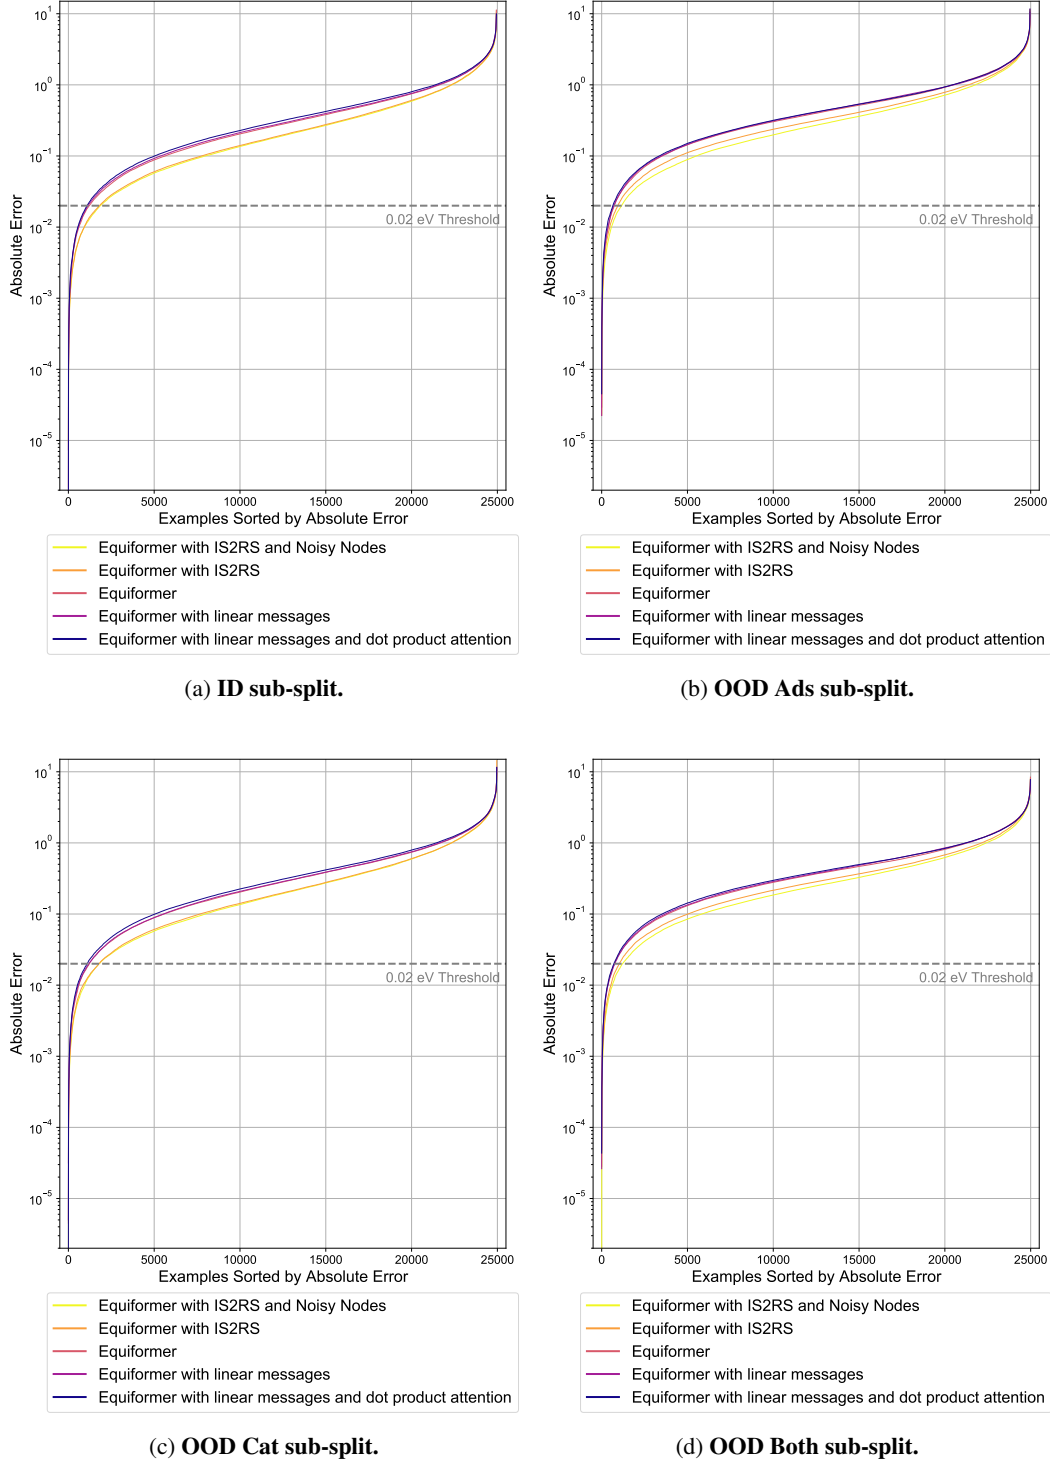 10^1
10^0
10^−1
10^−2
10^−3
10^−4
10^−5
Absolute Error
0.02 eV Threshold
0 5000 10000 15000 20000 25000
Examples Sorted by Absolute Error
Equiformer with IS2RS and Noisy Nodes
Equiformer with IS2RS
Equiformer
Equiformer with linear messages
Equiformer with linear messages and dot product attention
(a) ID sub-split.
10^1
10^0
10^−1
10^−2
10^−3
10^−4
10^−5
Absolute Error
0.02 eV Threshold
0 5000 10000 15000 20000 25000
Examples Sorted by Absolute Error
Equiformer with IS2RS and Noisy Nodes
Equiformer with IS2RS
Equiformer
Equiformer with linear messages
Equiformer with linear messages and dot product attention
(b) OOD Ads sub-split.
10^1
10^0
10^−1
10^−2
10^−3
10^−4
10^−5
Absolute Error
0.02 eV Threshold
0 5000 10000 15000 20000 25000
Examples Sorted by Absolute Error
Equiformer with IS2RS and Noisy Nodes
Equiformer with IS2RS
Equiformer
Equiformer with linear messages
Equiformer with linear messages and dot product attention
(c) OOD Cat sub-split.
10^1
10^0
10^−1
10^−2
10^−3
10^−4
10^−5
Absolute Error
0.02 eV Threshold
0 5000 10000 15000 20000 25000
Examples Sorted by Absolute Error
Equiformer with IS2RS and Noisy Nodes
Equiformer with IS2RS
Equiformer
Equiformer with linear messages
Equiformer with linear messages and dot product attention
(d) OOD Both sub-split.